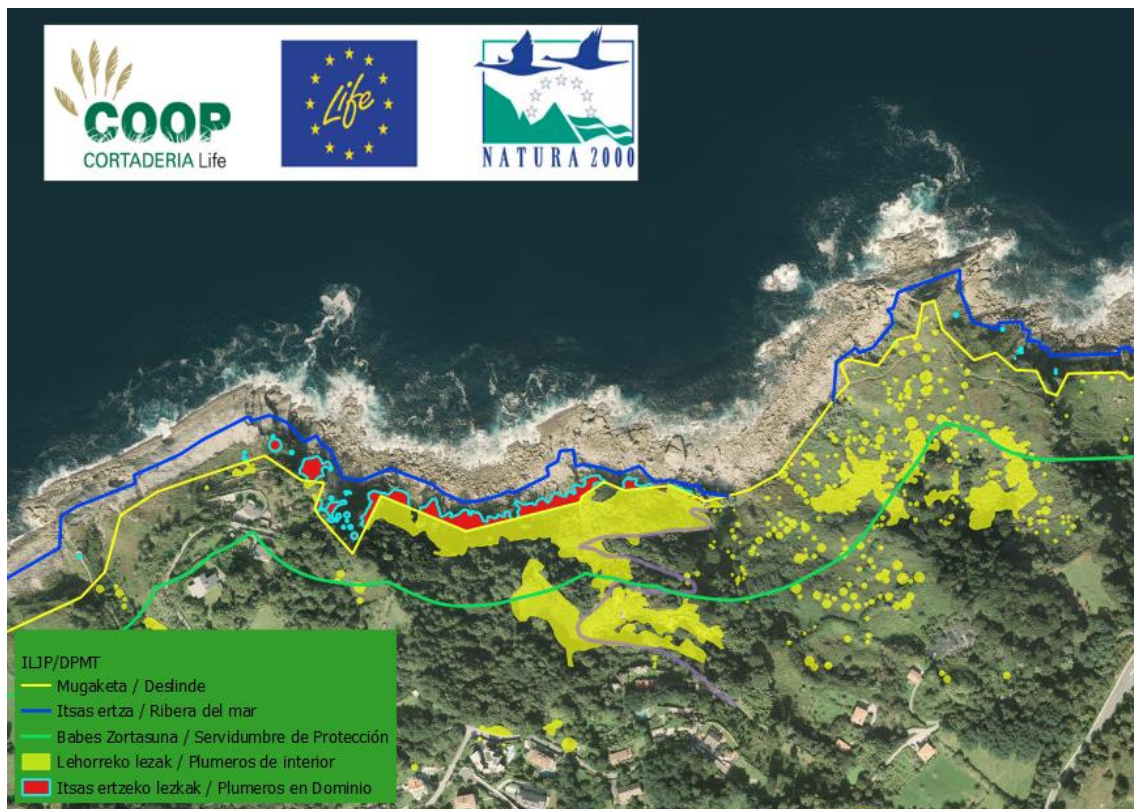 COOP
CORTADERIA Life
Life
NATURA 2000
ILJP/DPMT
Mugaketa / Deslinde
Itsas ertza / Ribera del mar
Babes Zortasuna / Servidumbre de Protección
Lehorreko lezak / Plumeros de interior
Itsas ertzeko lezkak / Plumeros en Dominio